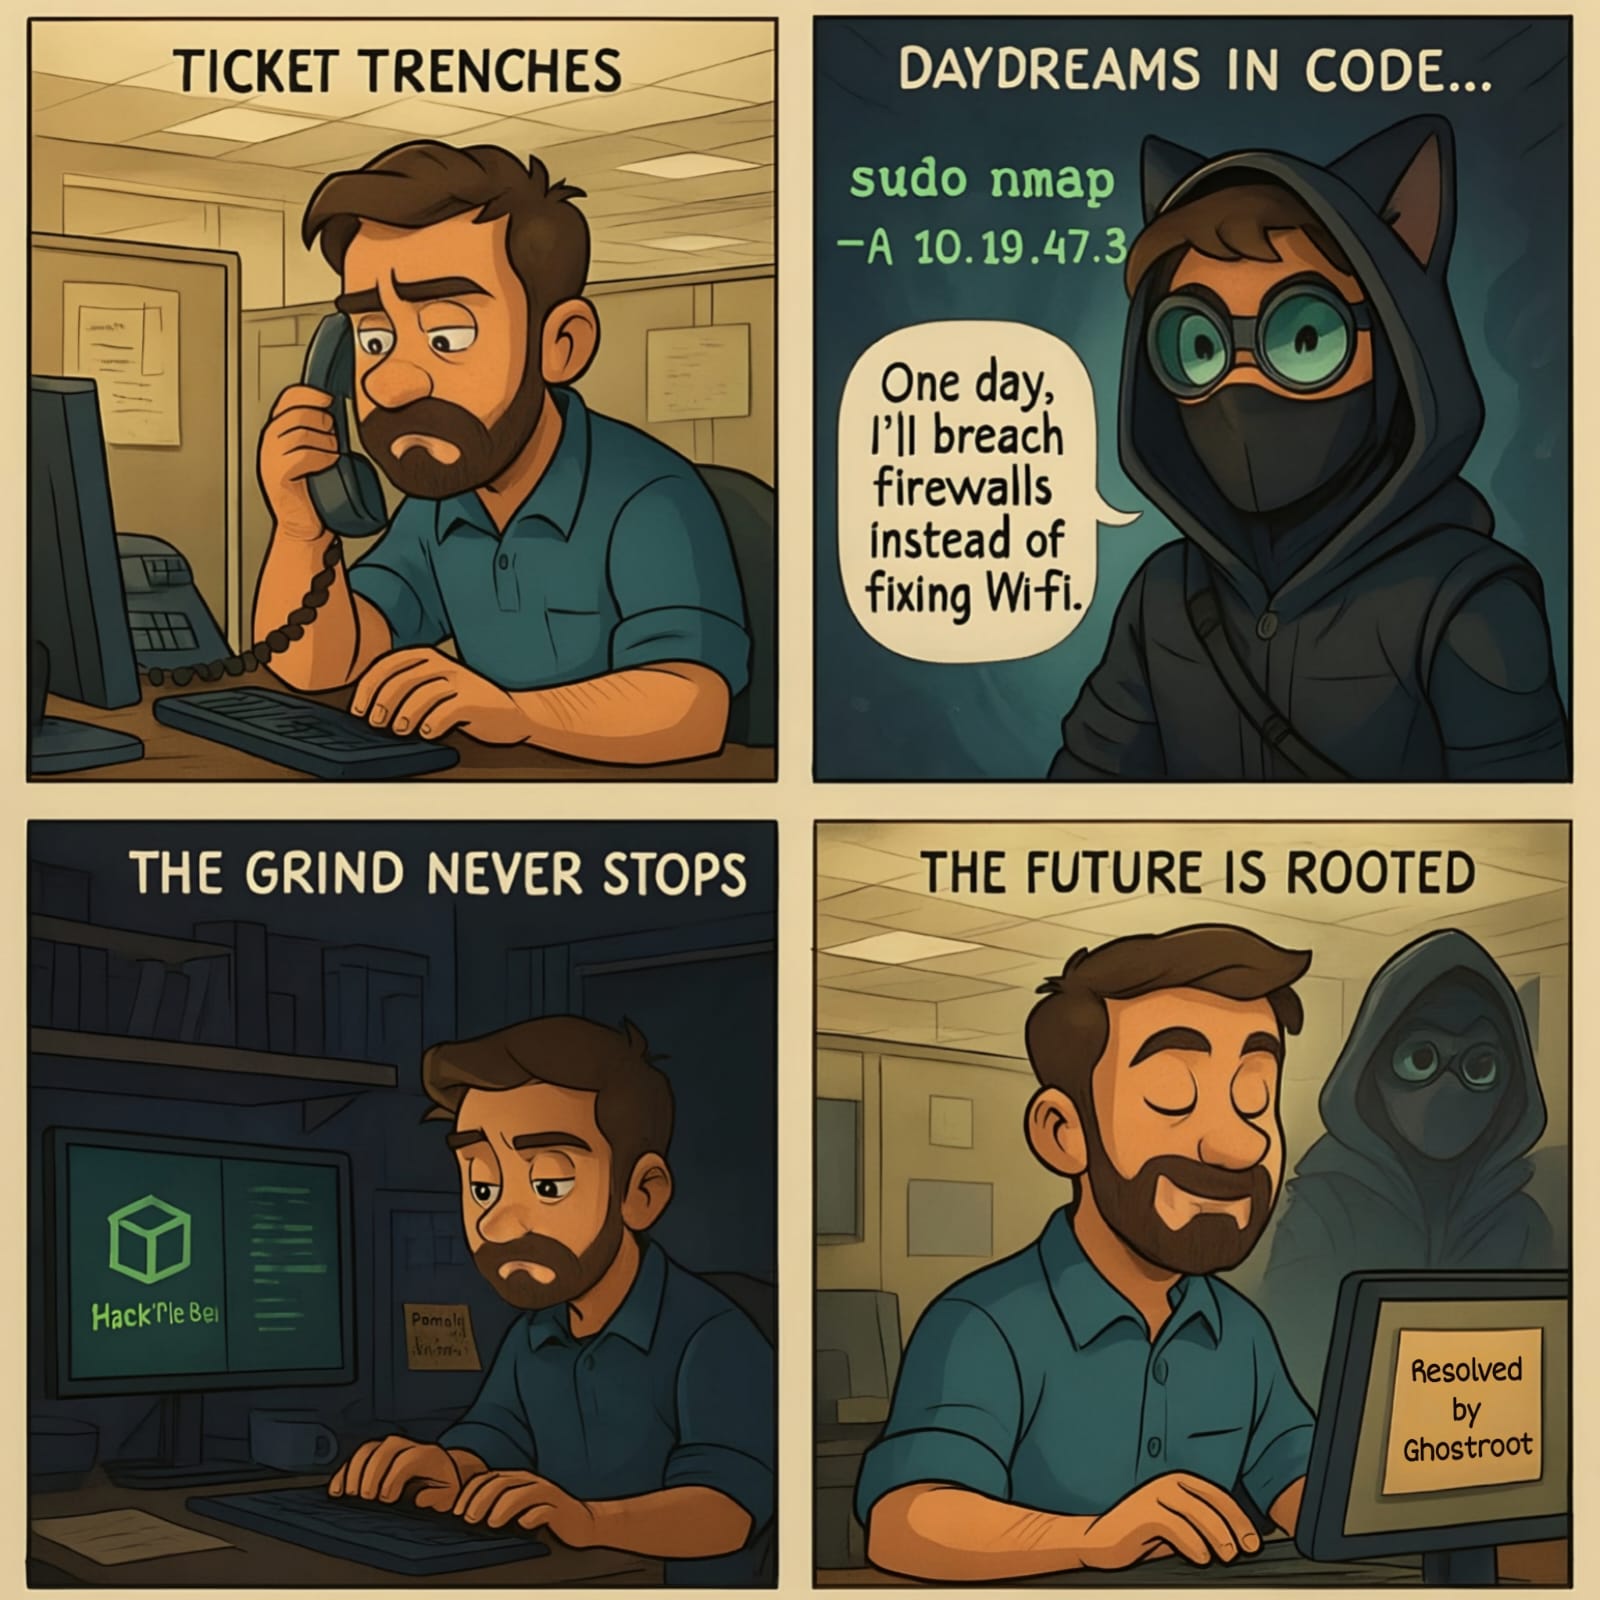 TICKET TRENCHES
DAYDREAMS IN CODE...
sudo nmap
-A 10.19.47.3
One day,
I'll breach
firewalls
instead of
fixing Wi-fi.
THE GRIND NEVER STOPS
THE FUTURE IS ROOTED
Resolved
by
Ghostroot